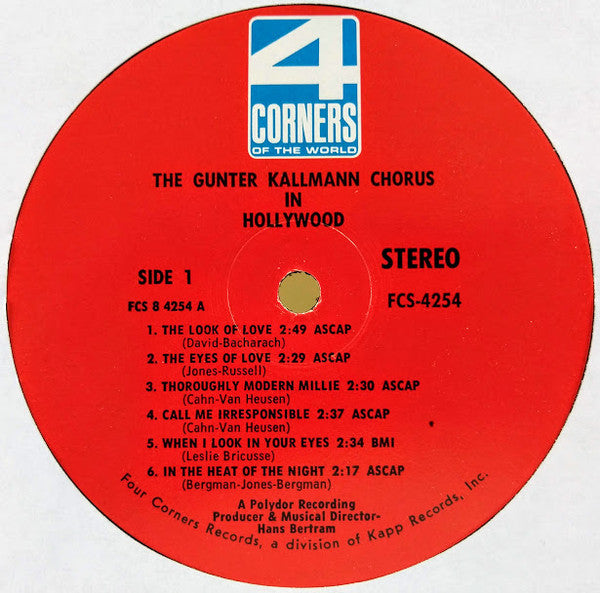 4
CORNERS
OF THE WORLD
THE GUNTER KALLMANN CHORUS
IN
HOLLYWOOD
STEREO
SIDE 1
FCS 8 4254 A
FCS-4254
1. THE LOOK OF LOVE 2:49 ASCAP
(David-Bacharach)
2. THE EYES OF LOVE 2:29 ASCAP
(Jones-Russell)
3. THOROUGHLY MODERN MILLIE 2:30 ASCAP
(Cahn-Van Heusen)
4. CALL ME IRRESPONSIBLE 2:37 ASCAP
(Cahn-Van Heusen)
5. WHEN I LOOK IN YOUR EYES 2:34 BMI
(Leslie Bricusse)
6. IN THE HEAT OF THE NIGHT 2:17 ASCAP
(Bergman-Jones-Bergman)
A Polydor Recording
Producer & Musical Director-
Hans Bertram
Four Corners Records, a division of Kapp Records, Inc.